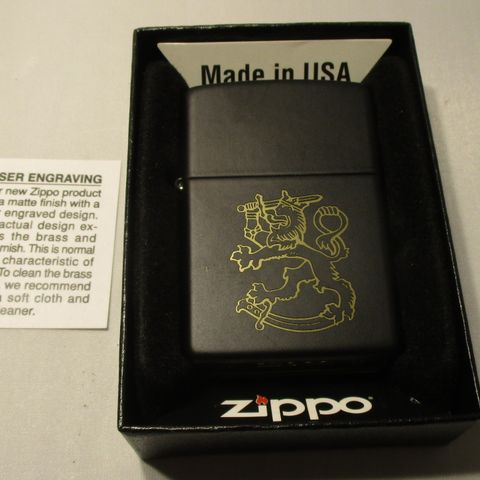 Made in USA
SER ENGRAVING
new Zippo product
a matte finish with a
engraved design.
actual design ex-
s the brass and
rnish. This is normal
characteristic of
To clean the brass
we recommend
soft cloth and
eaner.
zippo